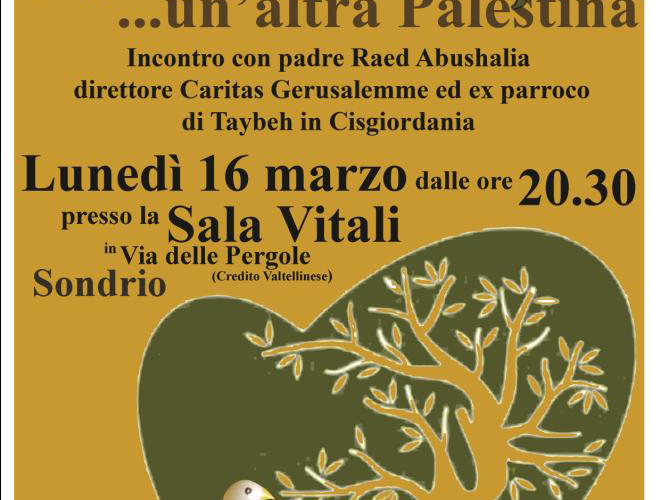 ...un'altra Palestina
Incontro con padre Raed Abushalia
direttore Caritas Gerusalemme ed ex parroco
di Taybeh in Cisgiordania
Lunedì 16 marzo dalle ore 20.30
presso la Sala Vitali
in Via delle Pergole
(Credito Valtellinese)
Sondrio